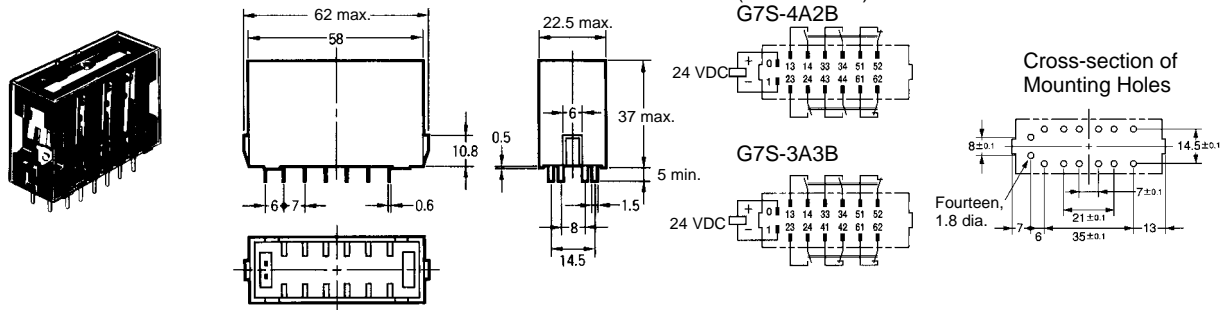 62 max.
58
10.8
6
7
0.6
22.5 max.
6
37 max.
0.5
5 min.
1.5
8
14.5
G7S-4A2B
24 VDC
+
−
0 13 14 33 34 51 52
1 23 24 43 44 61 62
G7S-3A3B
24 VDC
+
−
0 13 14 33 34 51 52
1 23 24 41 42 61 62
Cross-section of
Mounting Holes
8±0.1
14.5±0.1
7±0.1
Fourteen,
1.8 dia.
21±0.1
7
6
35±0.1
13